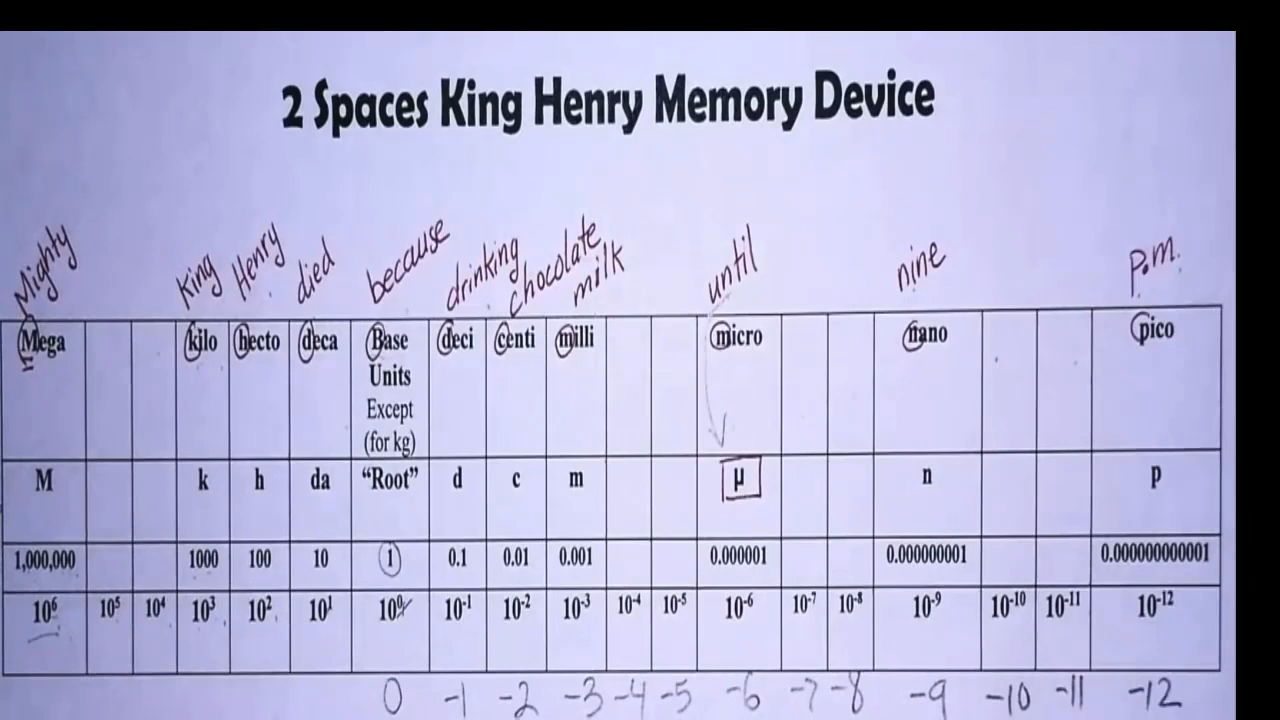 2 Spaces King Henry Memory Device
Mighty King Henry died because drinking chocolate milk until nine P.m.
Mega kilo hecto deca Base deci centi milli micro nano pico
Units
Except
(for kg)
M k h da “Root” d c m μ n p
1,000,000 1000 100 10 1 0.1 0.01 0.001 0.000001 0.000000001 0.000000000001
10⁶ 10⁵ 10⁴ 10³ 10² 10¹ 10⁰ 10⁻¹ 10⁻² 10⁻³ 10⁻⁴ 10⁻⁵ 10⁻⁶ 10⁻⁷ 10⁻⁸ 10⁻⁹ 10⁻¹⁰ 10⁻¹¹ 10⁻¹²
0 -1 -2 -3 -4 -5 -6 -7 -8 -9 -10 -11 -12